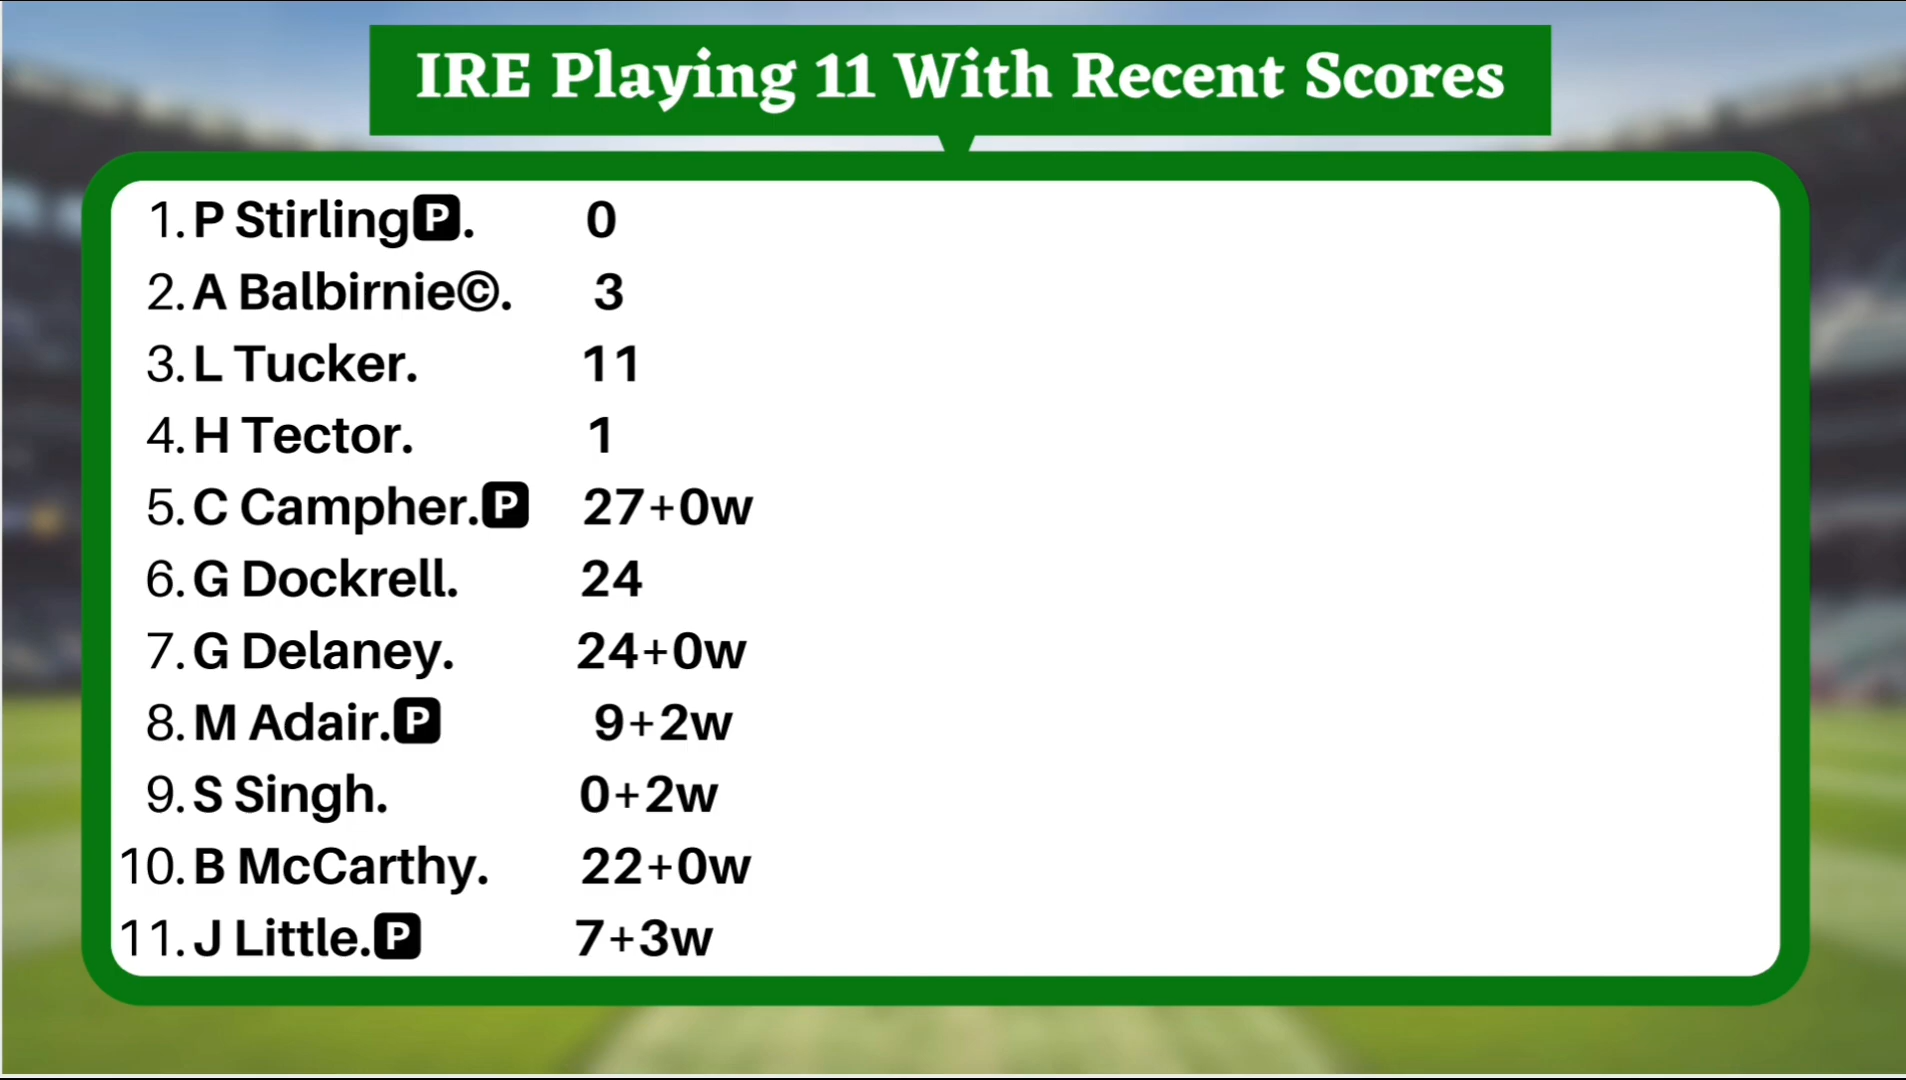 IRE Playing 11 With Recent Scores
1. P Stirling🅿. 0
2. A Balbirnie©. 3
3. L Tucker. 11
4. H Tector. 1
5. C Campher.🅿 27+0w
6. G Dockrell. 24
7. G Delaney. 24+0w
8. M Adair.🅿 9+2w
9. S Singh. 0+2w
10. B McCarthy. 22+0w
11. J Little.🅿 7+3w